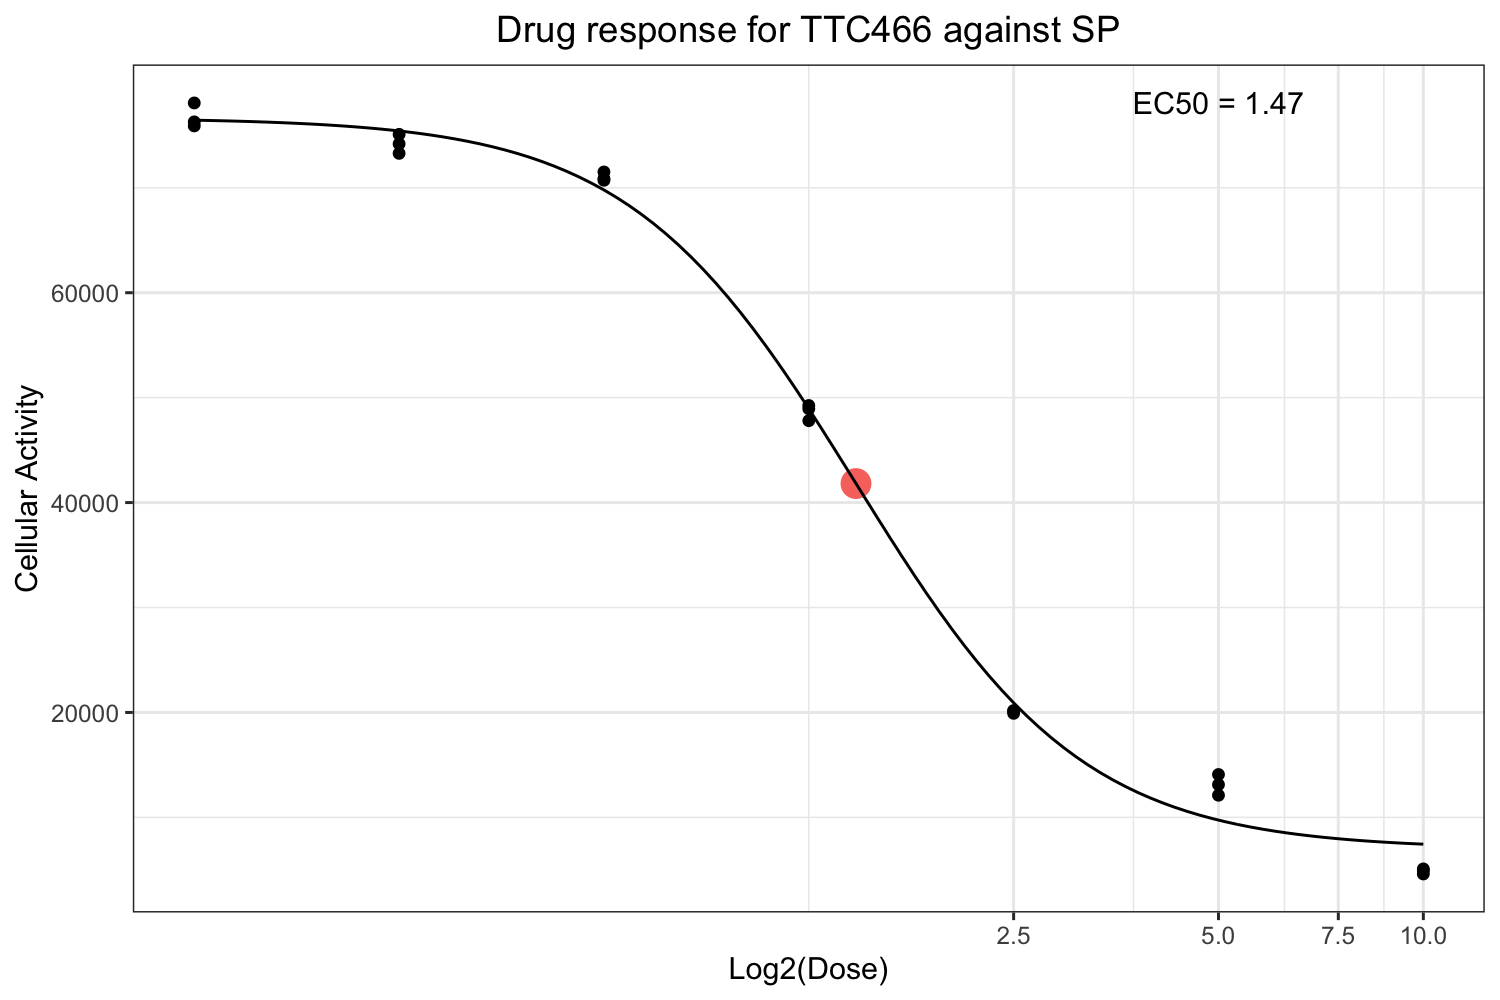 Drug response for TTC466 against SP
EC50 = 1.47
Cellular Activity
60000
40000
20000
2.5
5.0
7.5
10.0
Log2(Dose)